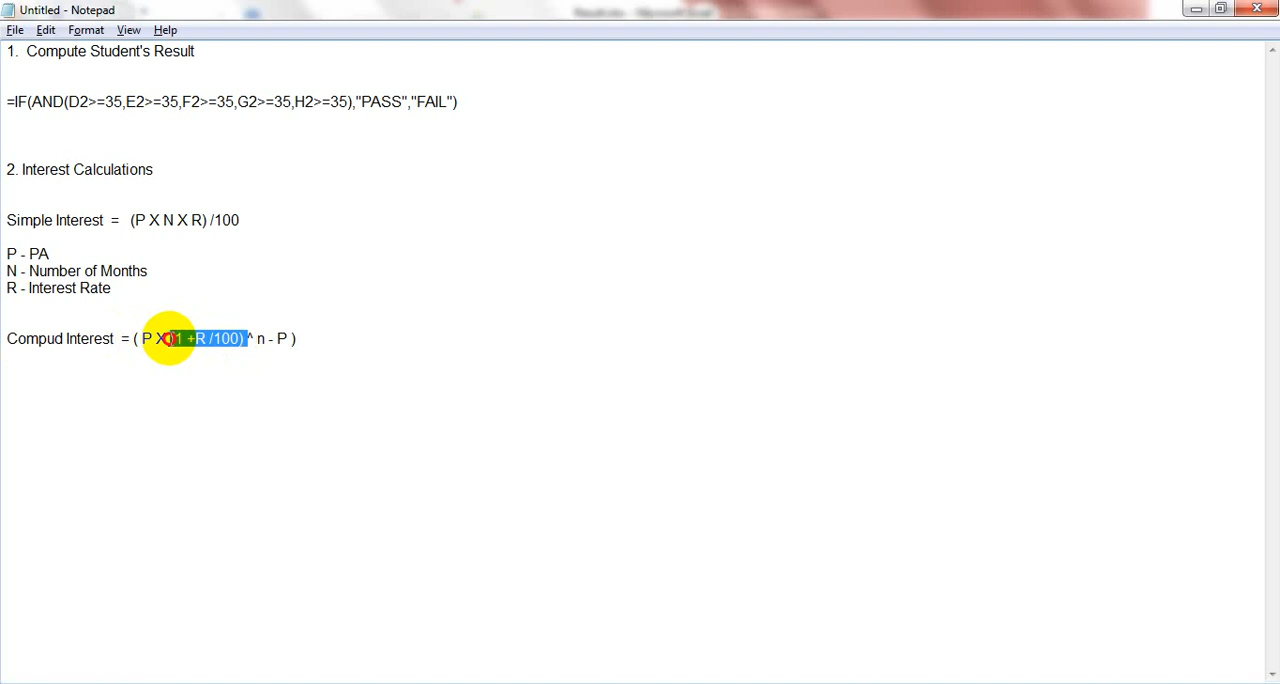 Untitled - Notepad
File Edit Format View Help
1. Compute Student's Result
=IF(AND(D2>=35,E2>=35,F2>=35,G2>=35,H2>=35),"PASS","FAIL")
2. Interest Calculations
Simple Interest = (P X N X R) /100
P - PA
N - Number of Months
R - Interest Rate
Compud Interest = ( P X (1 +R /100) ^ n - P )